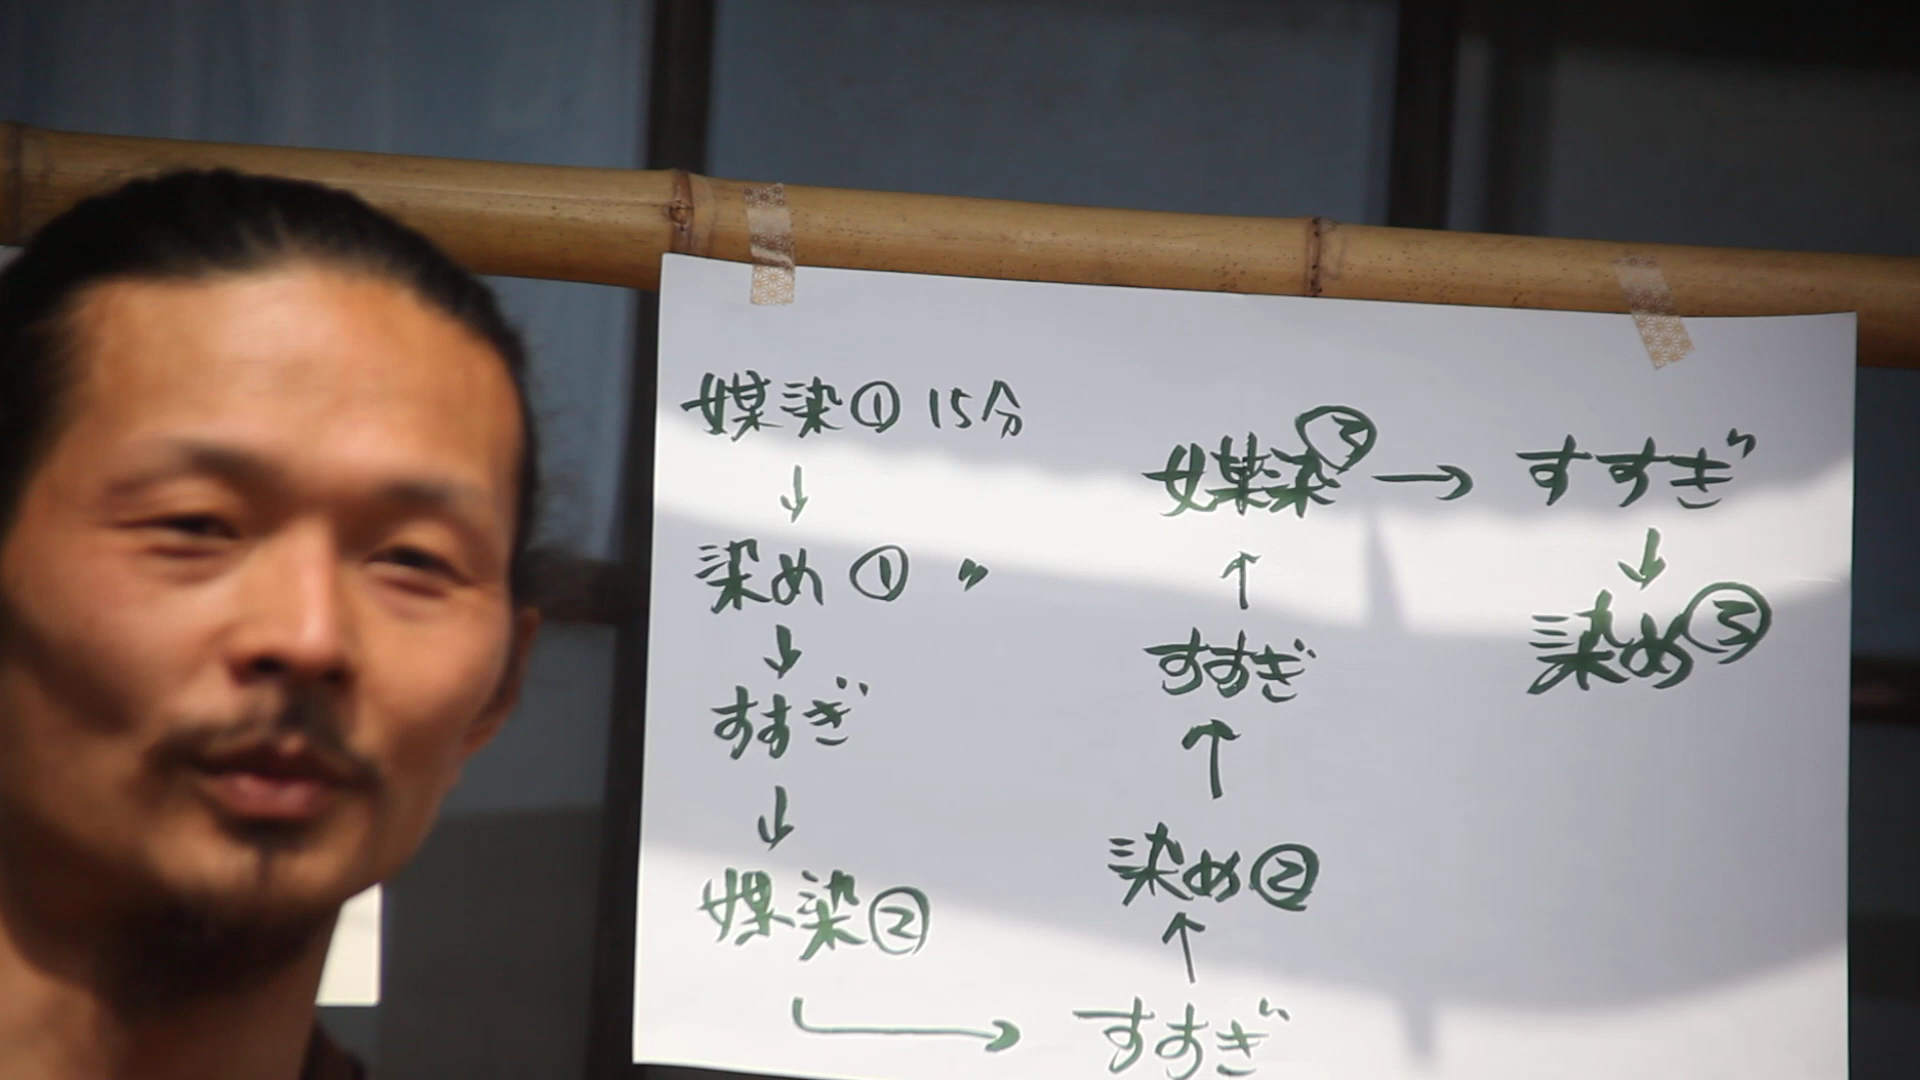 媒染① 15分
↓
染め① 〃
↓
すすぎ
↓
媒染②
→ すすぎ
↑
染め②
↑
すすぎ
↑
媒染③ → すすぎ
↓
染め③